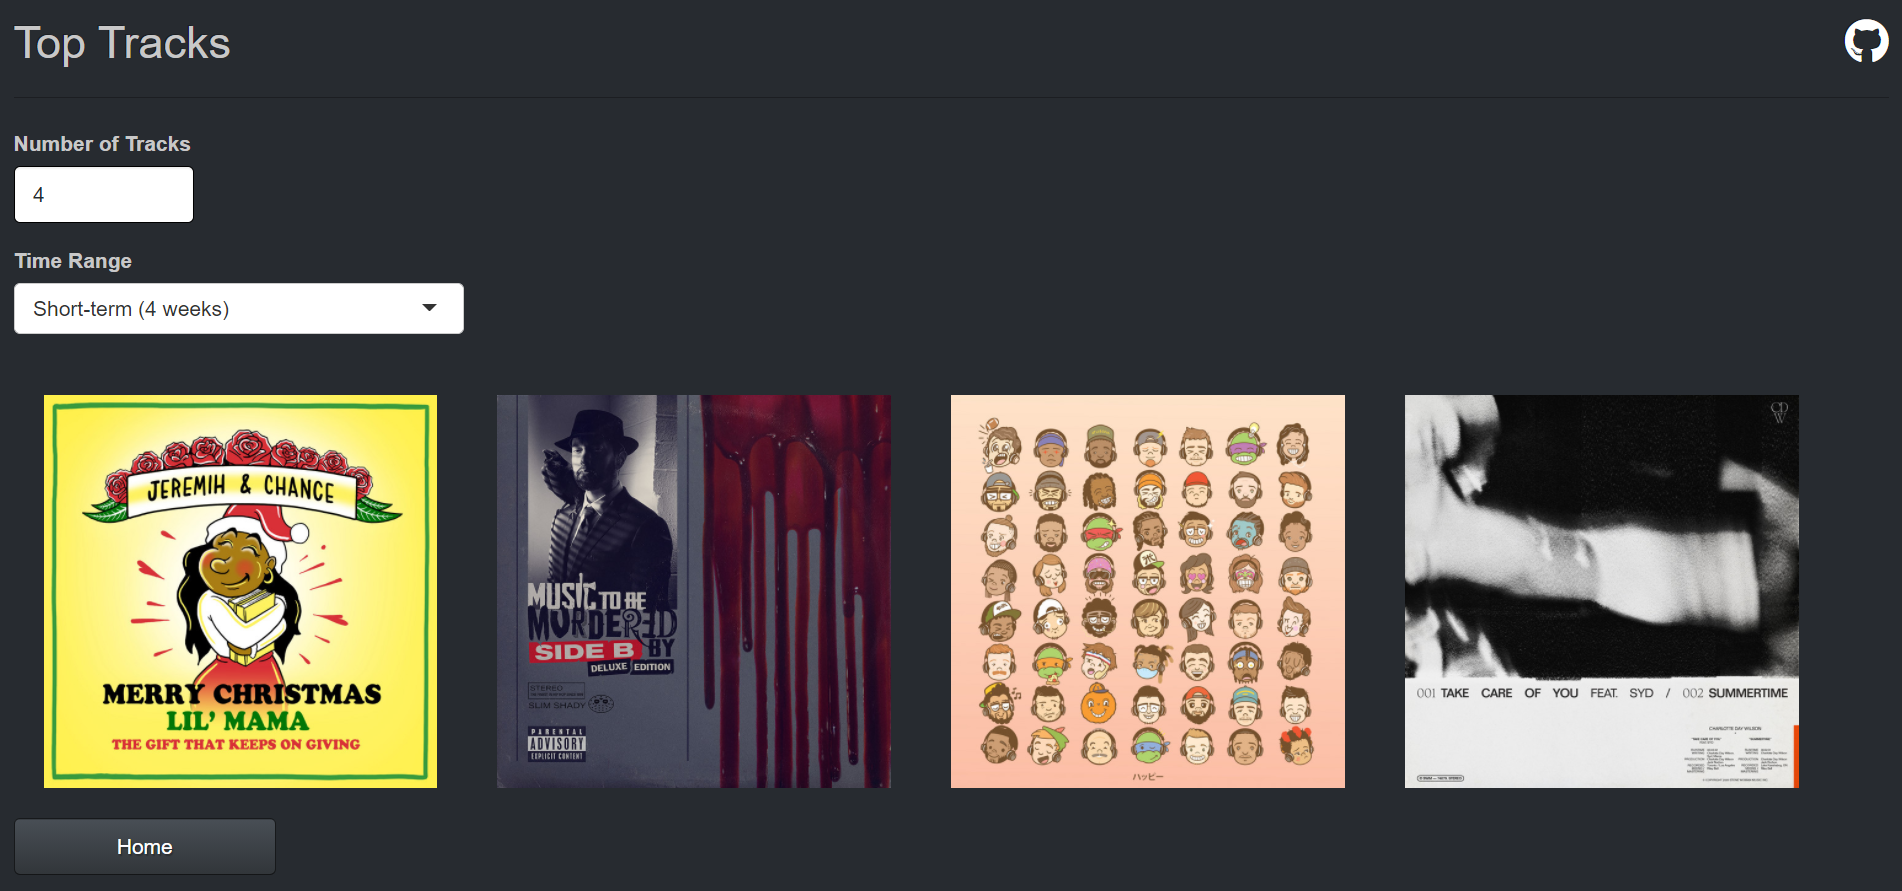 Top Tracks
Number of Tracks
4
Time Range
Short-term (4 weeks)
JEREMIH & CHANCE
MERRY CHRISTMAS
LIL' MAMA
THE GIFT THAT KEEPS ON GIVING
MUSIC TO BE
MURDERED
SIDE B BY
DELUXE EDITION
STEREO
SLIM SHADY
PARENTAL
ADVISORY
EXPLICIT CONTENT
ハッピー
CDW
001 TAKE CARE OF YOU FEAT. SYD / 002 SUMMERTIME
CHARLOTTE DAY WILSON
Home